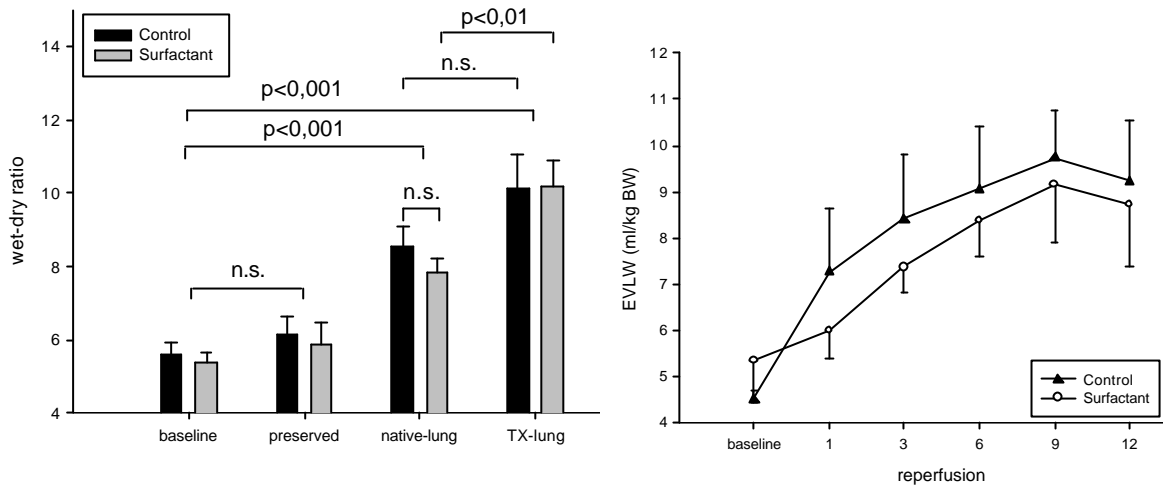 p<0,01
14
Control
Surfactant
n.s.
12
p<0,001
p<0,001
10
n.s.
wet-dry ratio
8
n.s.
6
4
baseline preserved native-lung TX-lung
12
11
10
9
8
EVLW (ml/kg BW)
7
6
5
Control
Surfactant
4
baseline 1 3 6 9 12
reperfusion